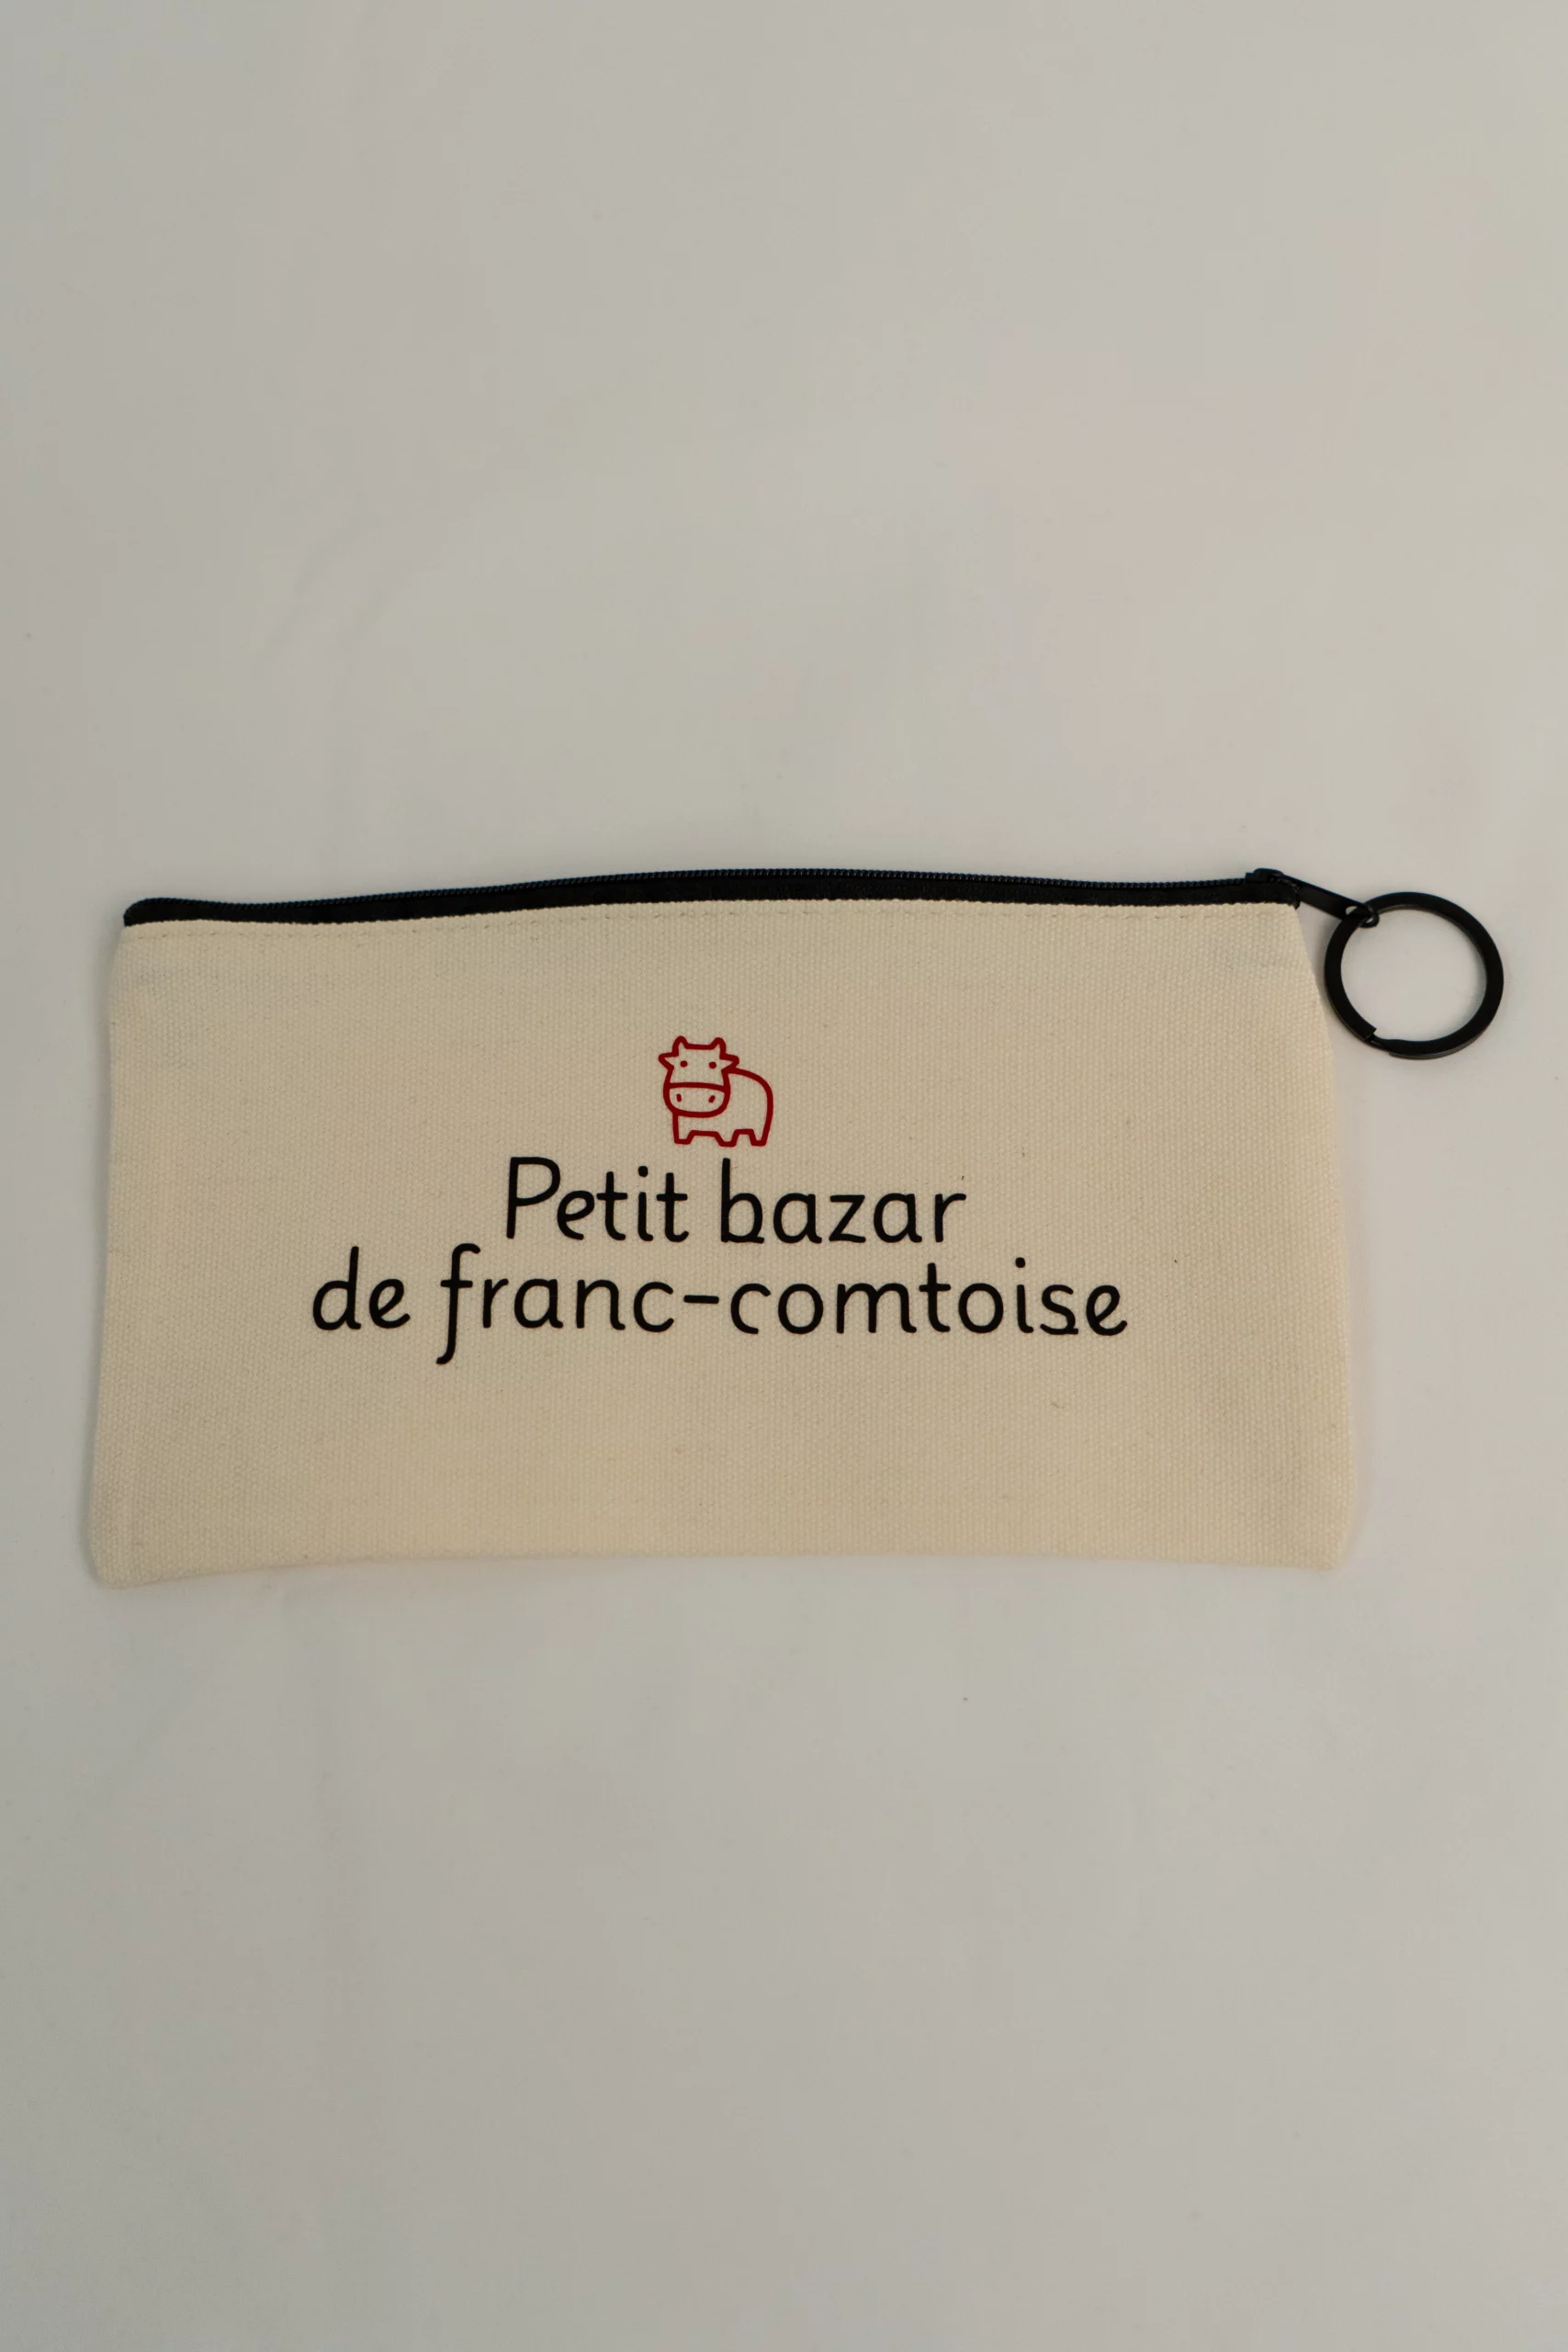 Petit bazar
de franc-comtoise